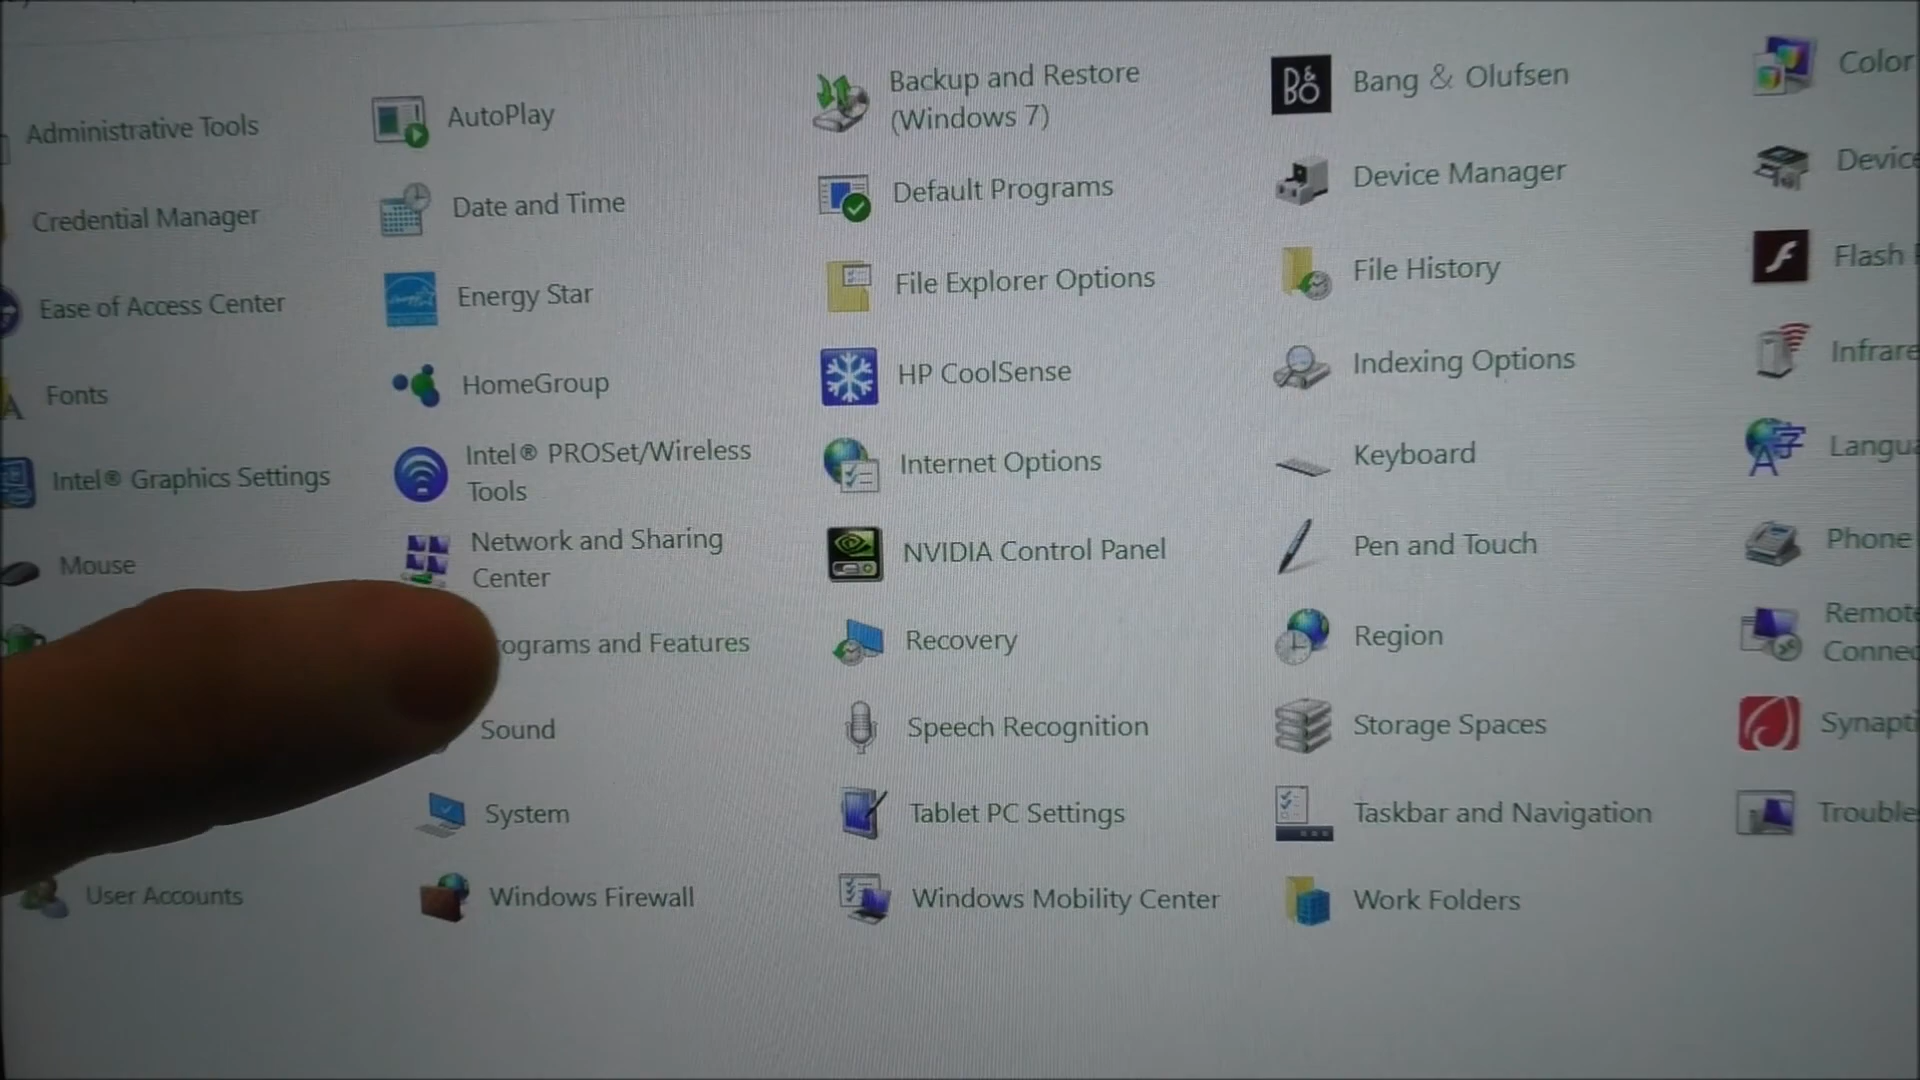 Administrative Tools
AutoPlay
Backup and Restore
(Windows 7)
B&O
Bang & Olufsen
Color
Credential Manager
Date and Time
Default Programs
Device Manager
Ease of Access Center
Energy Star
File Explorer Options
File History
Flash
Fonts
HomeGroup
HP CoolSense
Indexing Options
Intel® Graphics Settings
Intel® PROSet/Wireless
Tools
Internet Options
Keyboard
Mouse
Network and Sharing
Center
NVIDIA Control Panel
Pen and Touch
Phone
ograms and Features
Recovery
Region
Sound
Speech Recognition
Storage Spaces
System
Tablet PC Settings
Taskbar and Navigation
User Accounts
Windows Firewall
Windows Mobility Center
Work Folders